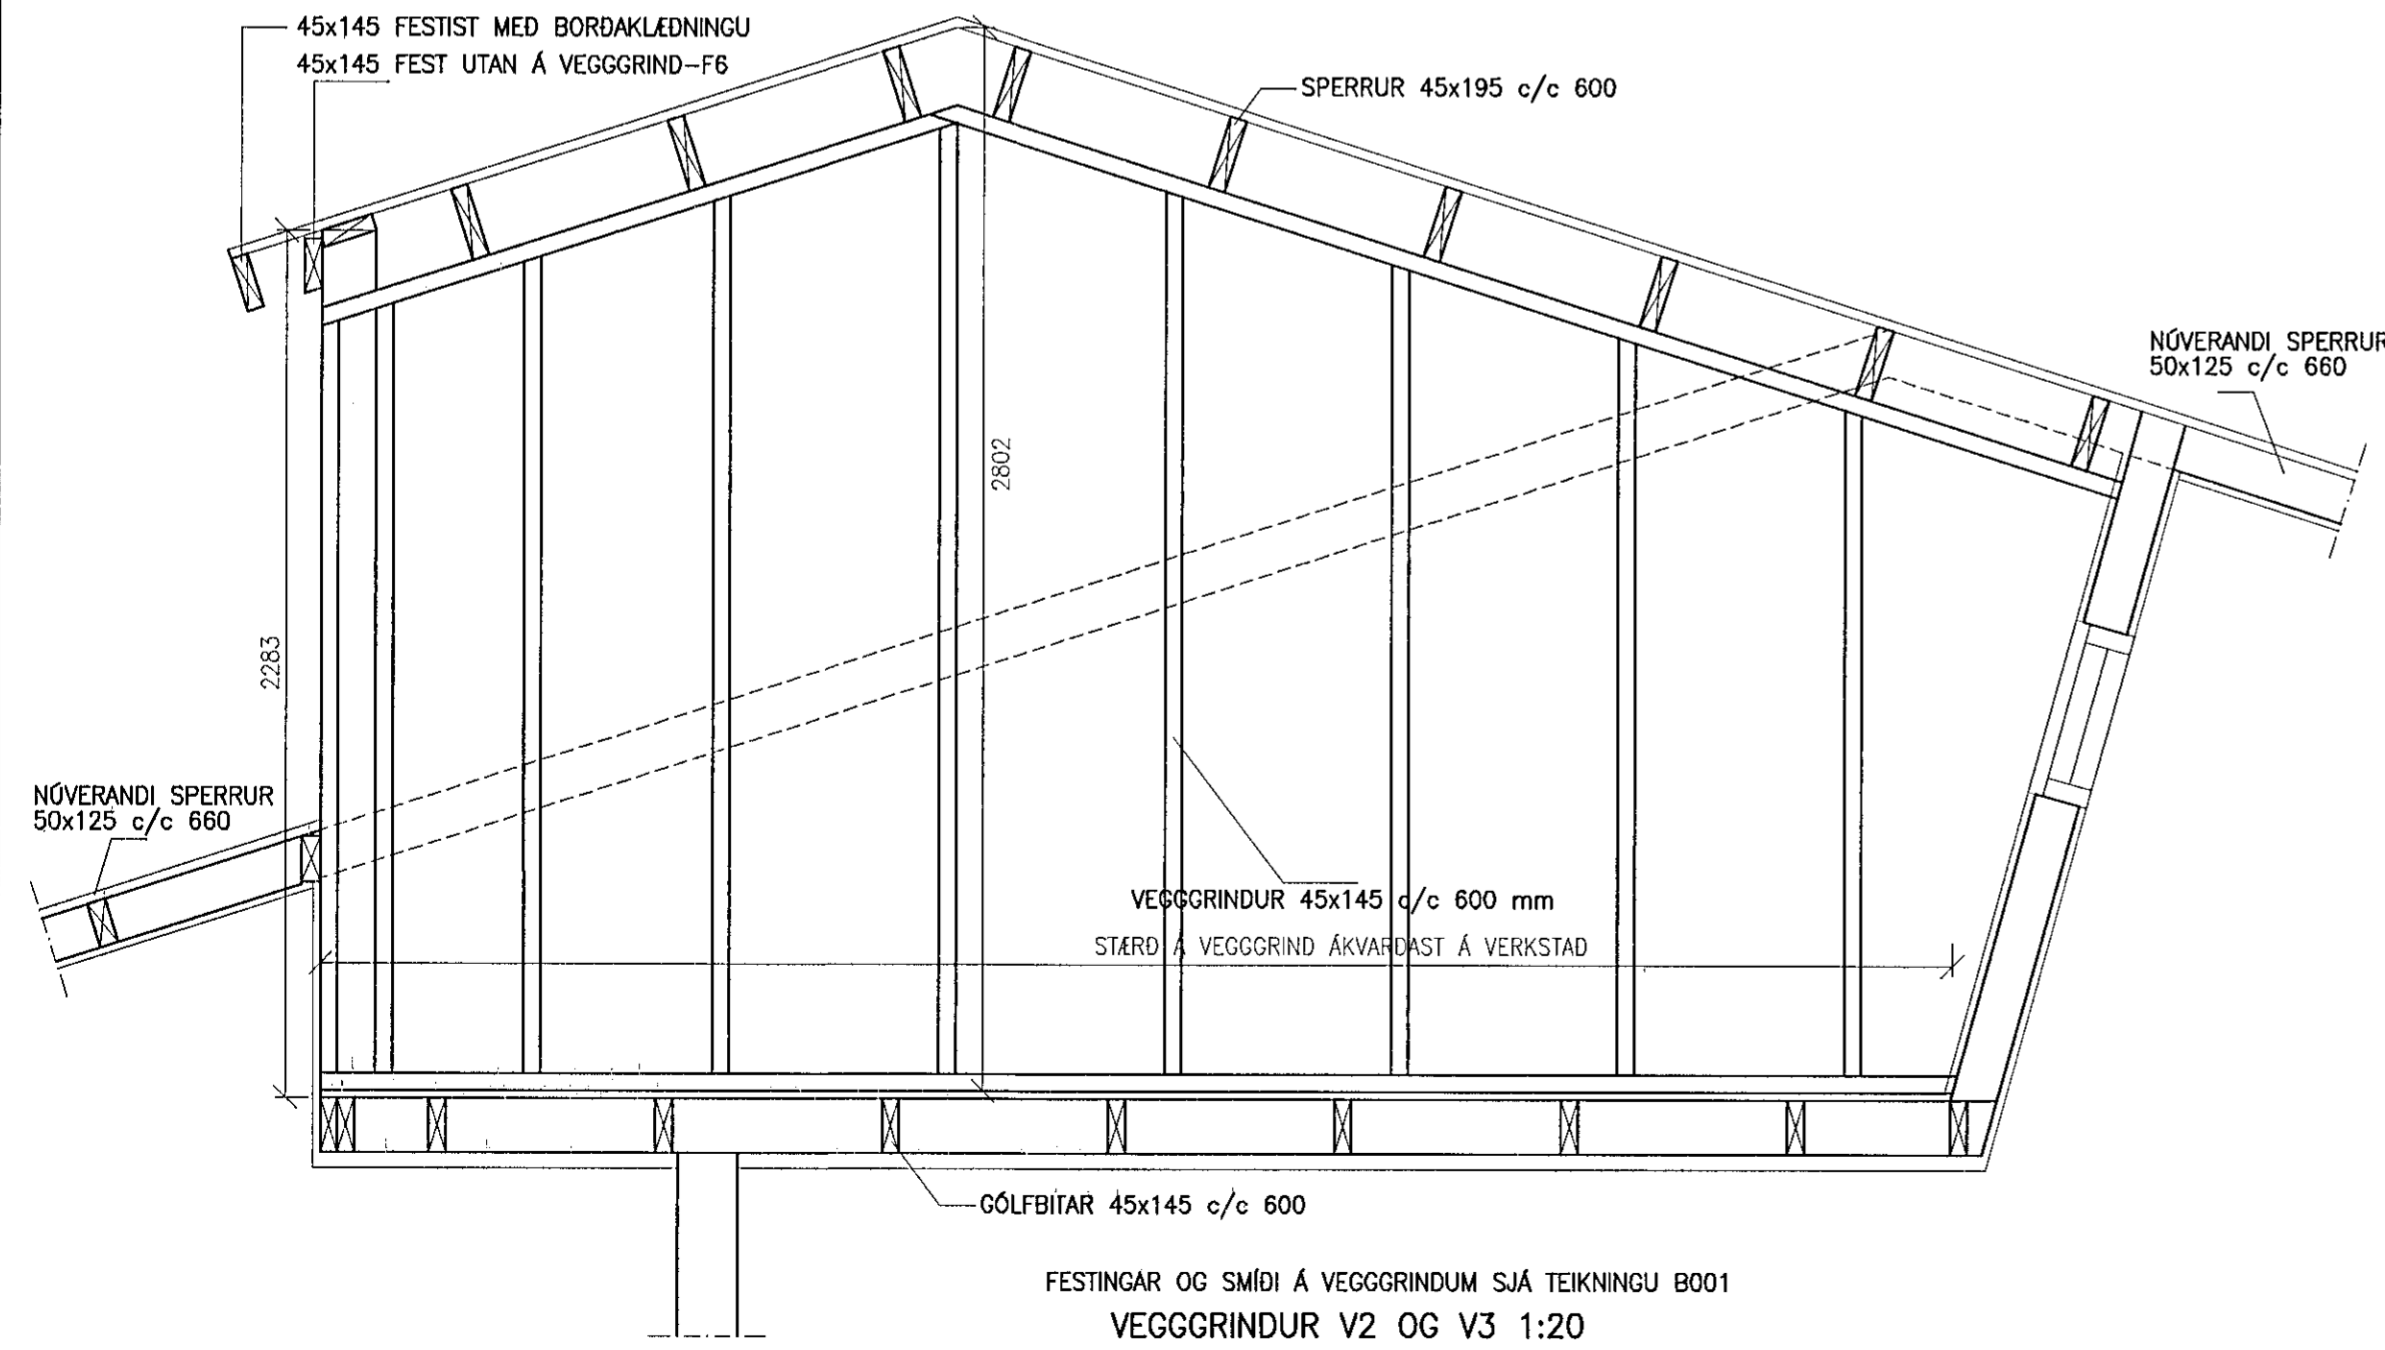 45x145 FESTIST MEÐ BORÐAKLÆÐNINGU
45x145 FEST UTAN Á VEGGGRIND-F6
SPERRUR 45x195 c/c 600
NÚVERANDI SPERRUR
50x125 c/c 660
2802
2283
NÚVERANDI SPERRUR
50x125 c/c 660
VEGGGRINDUR 45x145 c/c 600 mm
STÆRÐ Á VEGGGRIND ÁKVARÐAST Á VERKSTAÐ
GÓLFBITAR 45x145 c/c 600
FESTINGAR OG SMÍÐI Á VEGGGRINDUM SJÁ TEIKNINGU B001
VEGGGRINDUR V2 OG V3 1:20